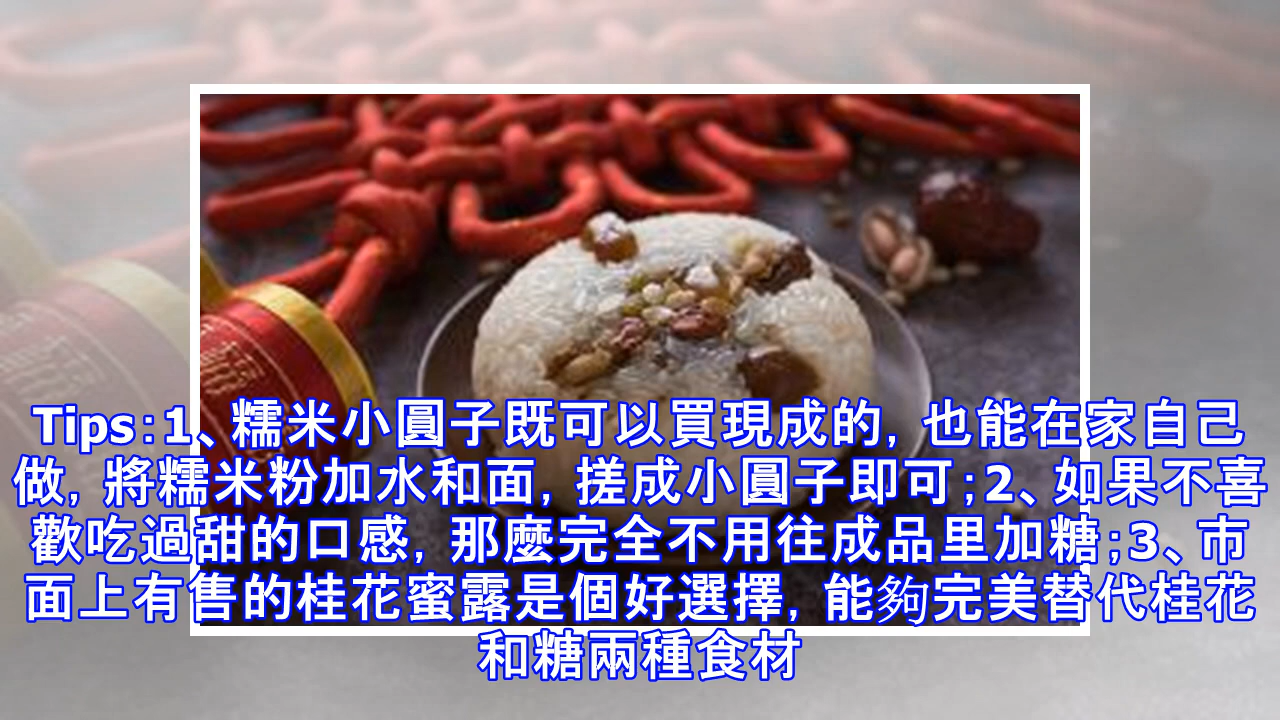 Tips:1、糯米小圓子既可以買現成的, 也能在家自己
做, 將糯米粉加水和面, 搓成小圓子即可;2、如果不喜
歡吃過甜的口感, 那麼完全不用往成品里加糖;3、市
面上有售的桂花蜜露是個好選擇, 能夠完美替代桂花
和糖兩種食材